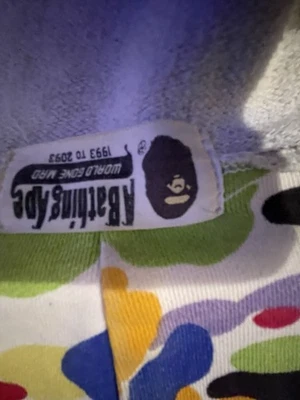 A Bathing Ape
WORLD GONE MAD
1993 TO 2093
®